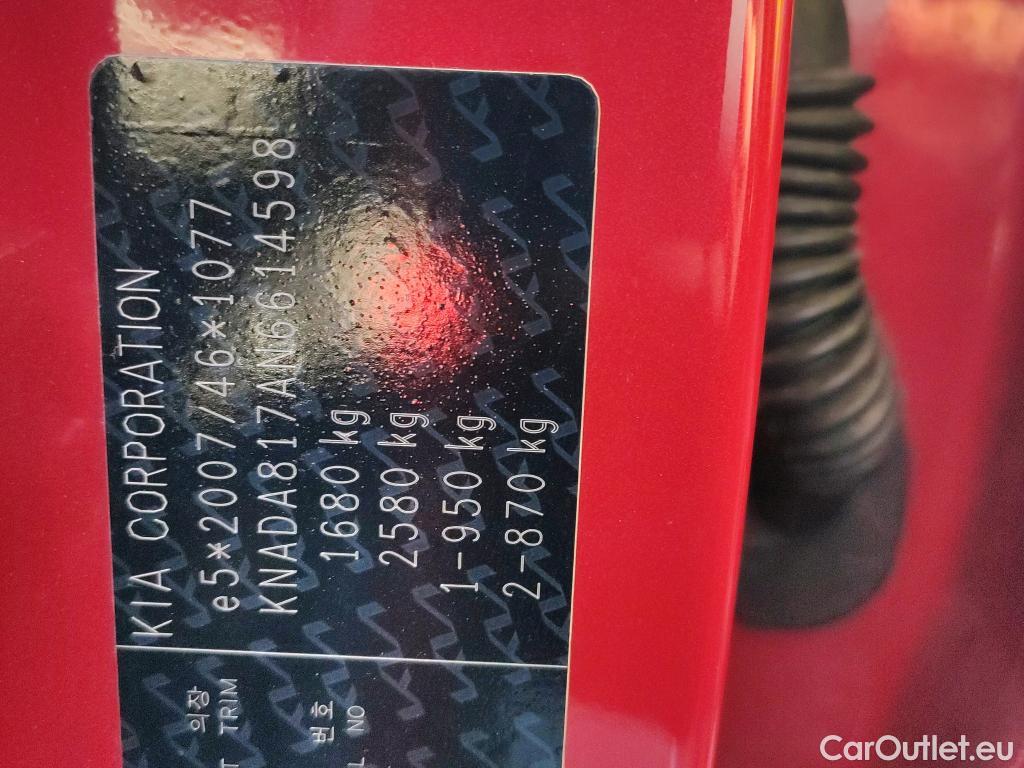 KIA CORPORATION
e5*2007/46*1077
KNADA817AN6614598
1680 kg
2580 kg
1-950 kg
2-870 kg
의장
TRIM
번호
NO
CarOutlet.eu